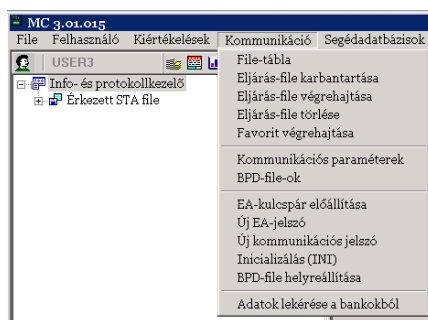 MC 3.01.015
File Felhasználó Kiértékelések Kommunikáció Segédadatbázisok
USER3
Info- és protokollkezelő
Érkezett STA file
File-tábla
Eljárás-file karbantartása
Eljárás-file végrehajtása
Eljárás-file törlése
Favorit végrehajtása
Kommunikációs paraméterek
BPD-file-ok
EA-kulcspár előállítása
Új EA-jelszó
Új kommunikációs jelszó
Inicializálás (INI)
BPD-file helyreállítása
Adatok lekérése a bankokból